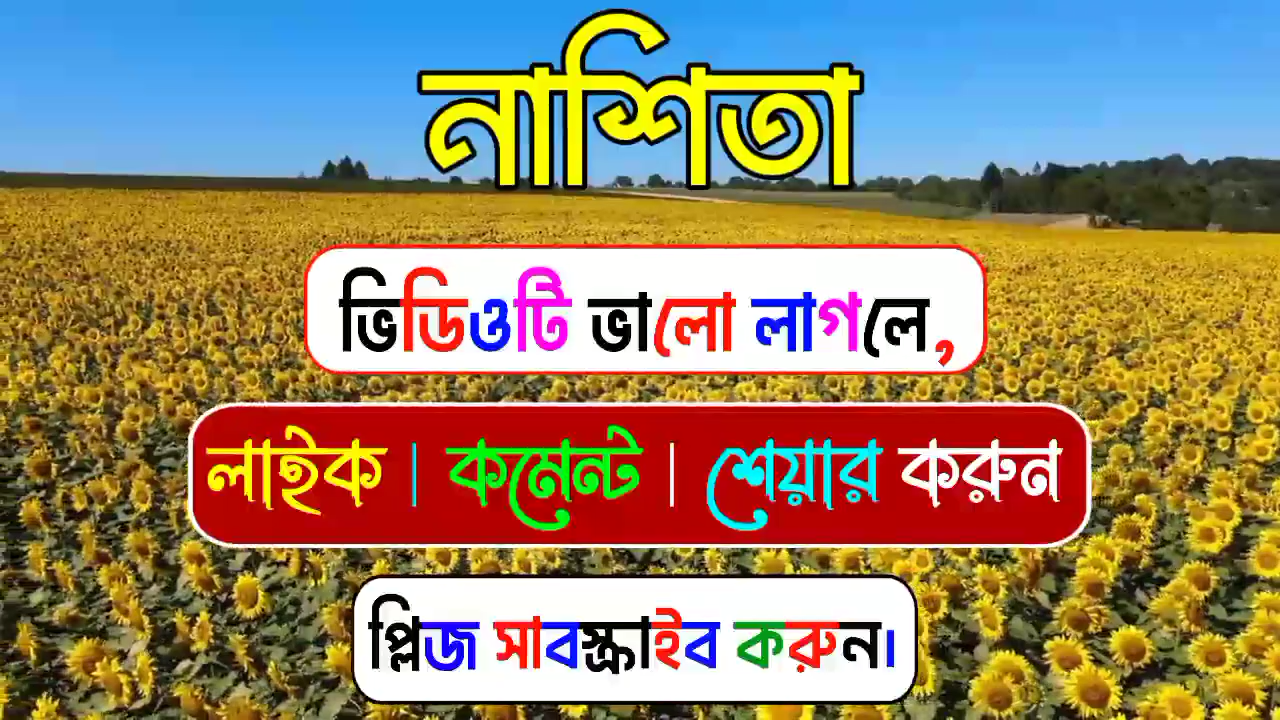 নাশিতা
ভিডিওটি ভালো লাগলে,
লাইক | কমেন্ট | শেয়ার করুন
প্লিজ সাবস্ক্রাইব করুন।